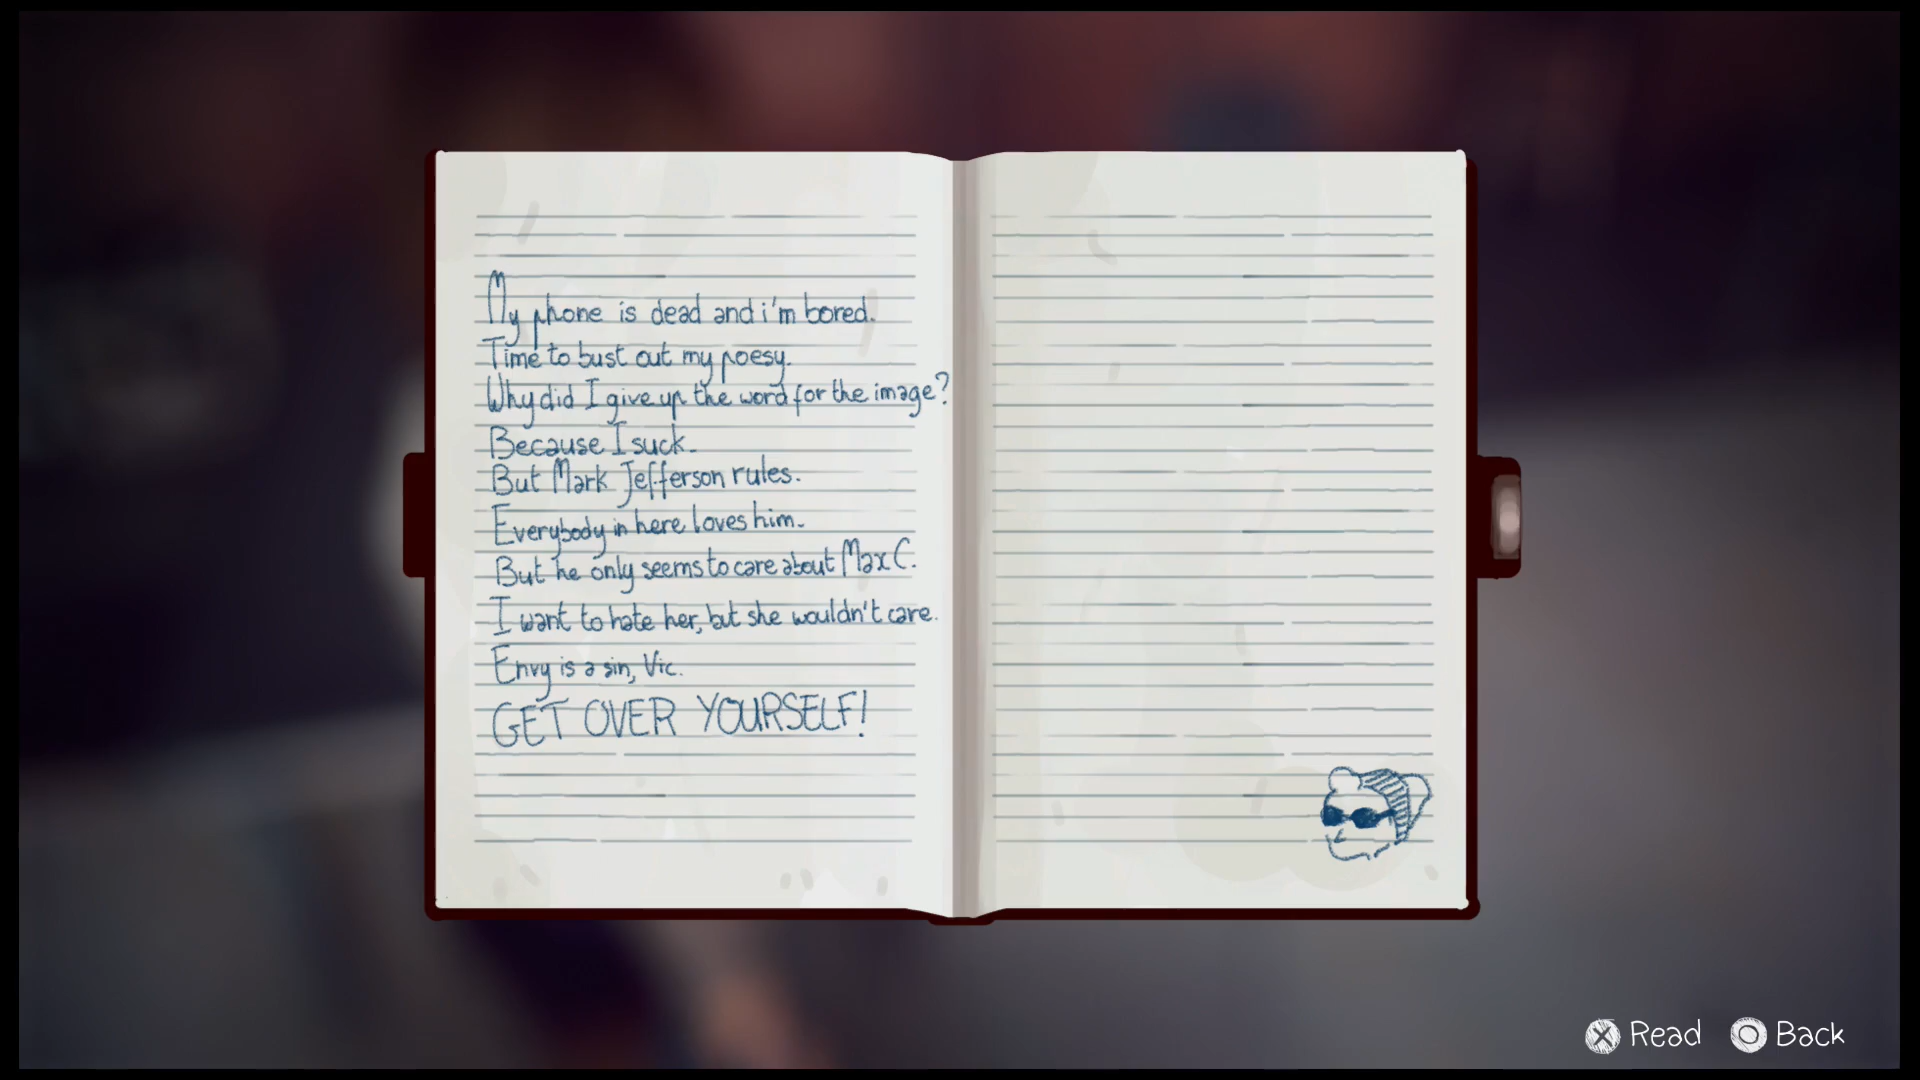 My phone is dead and i'm bored.
Time to bust out my poesy.
Why did I give up the word for the image?
Because I suck.
But Mark Jefferson rules.
Everybody in here loves him.
But he only seems to care about Max C.
I want to hate her, but she wouldn't care.
Envy is a sin, Vic.
GET OVER YOURSELF!
Read Back